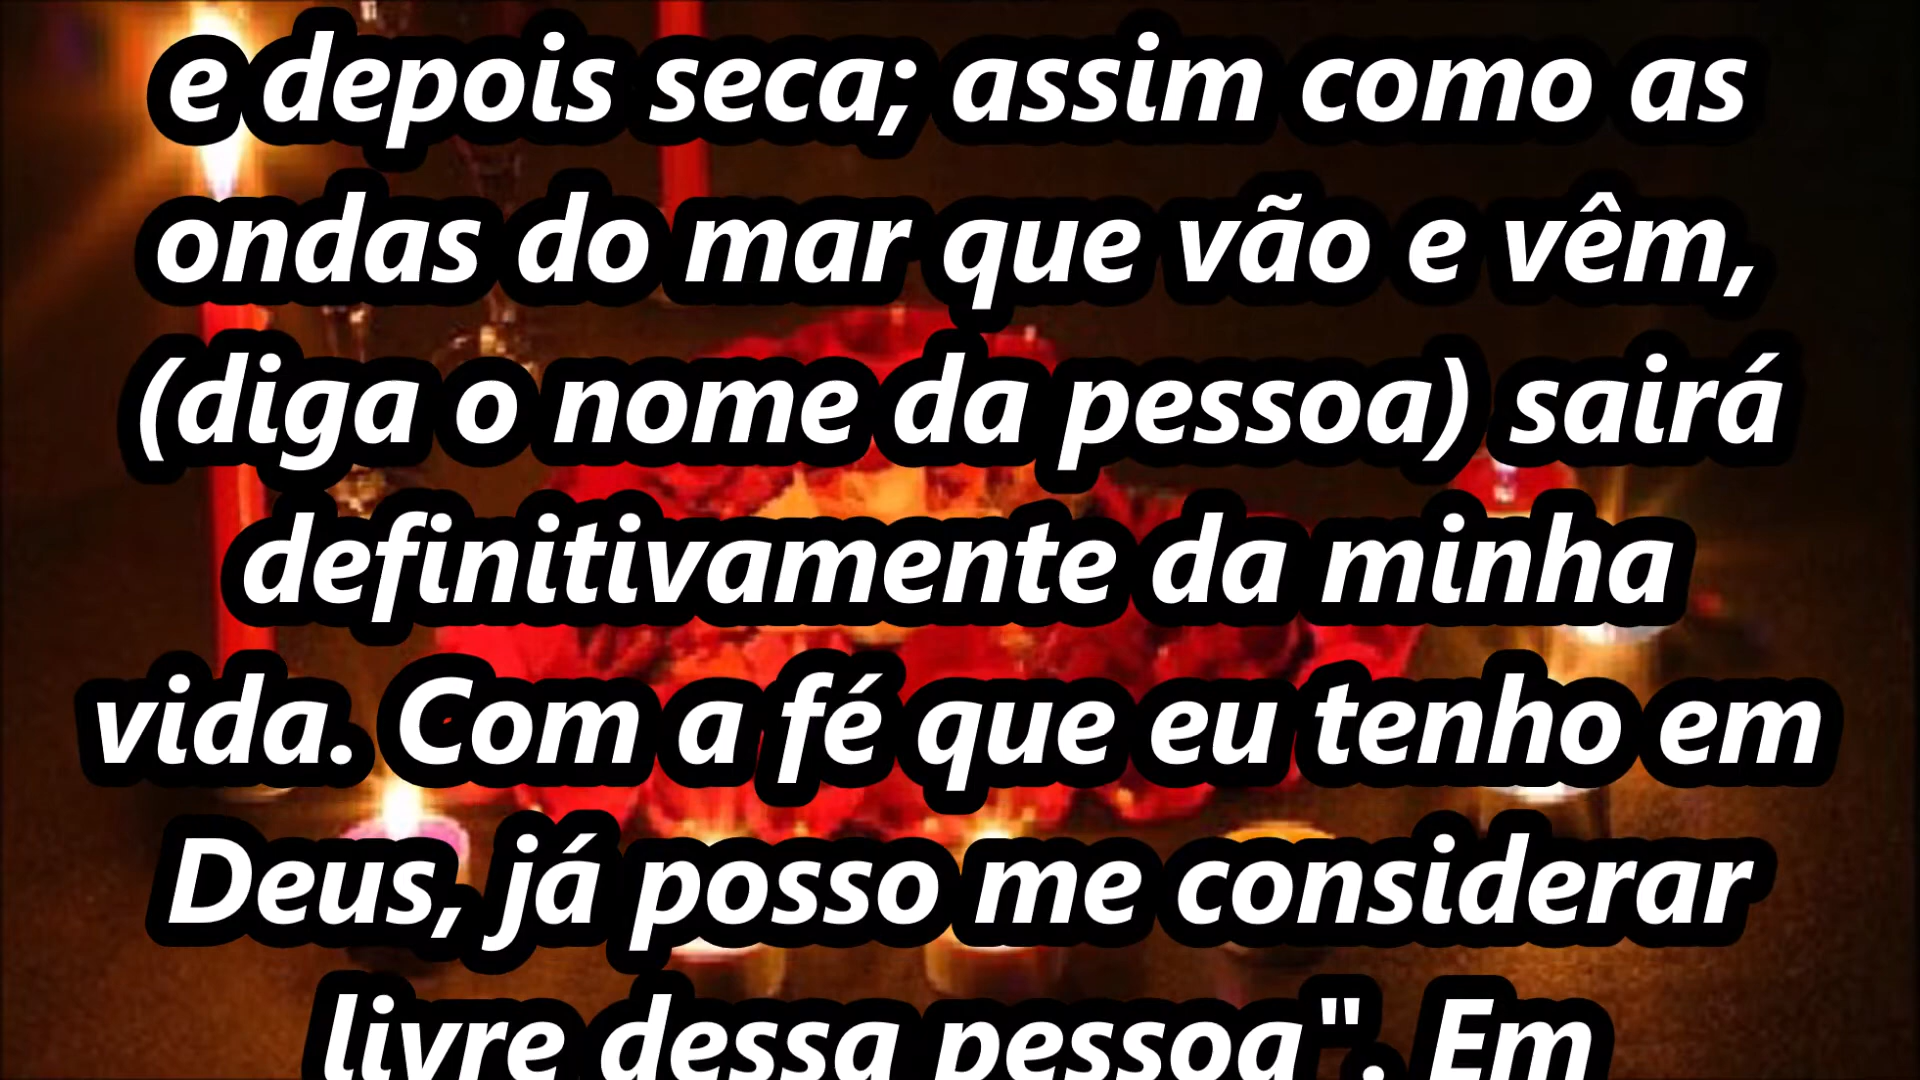 e depois seca; assim como as
ondas do mar que vão e vêm,
(diga o nome da pessoa) sairá
definitivamente da minha
vida. Com a fé que eu tenho em
Deus, já posso me considerar
livre dessa pessoa". Em